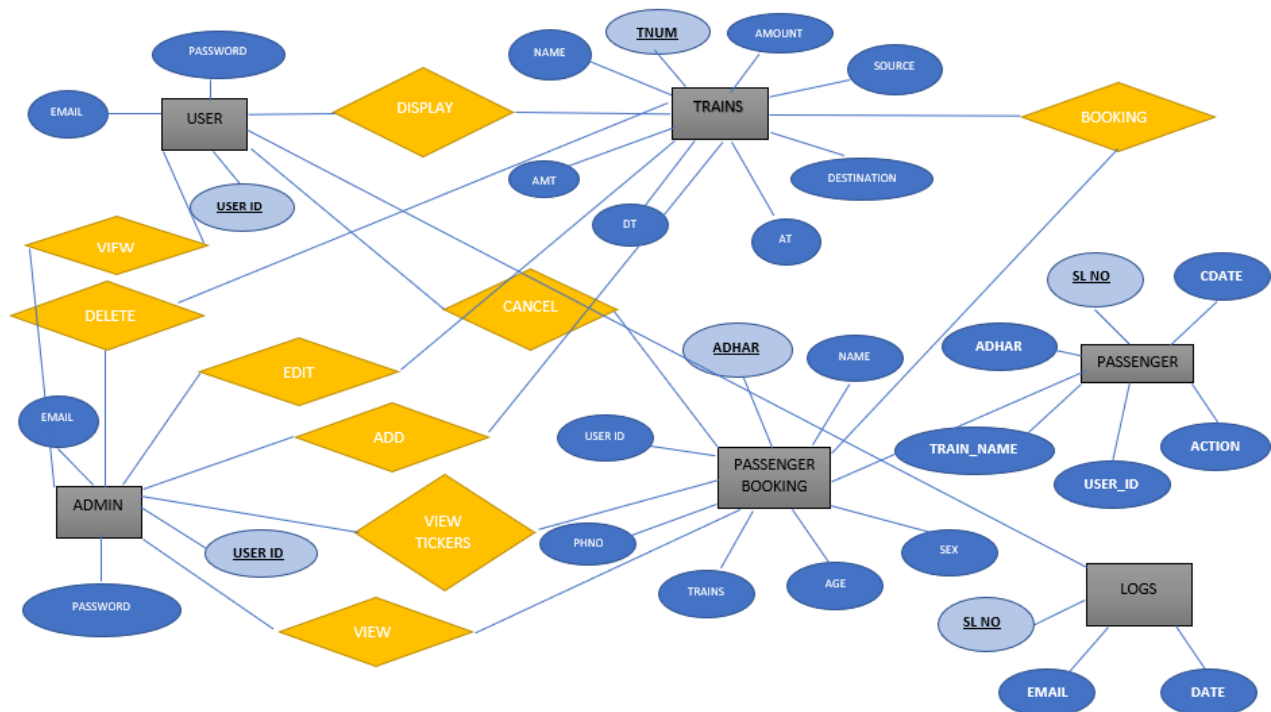 TNUM
AMOUNT
NAME
PASSWORD
SOURCE
EMAIL
USER
DISPLAY
TRAINS
BOOKING
AMT
DESTINATION
USER ID
DT
AT
VIEW
SL NO
CDATE
DELETE
CANCEL
ADHAR
NAME
ADHAR
PASSENGER
EDIT
EMAIL
ADD
USER ID
TRAIN_NAME
ACTION
PASSENGER
BOOKING
USER_ID
ADMIN
VIEW
TICKERS
USER ID
PHNO
SEX
PASSWORD
TRAINS
AGE
LOGS
VIEW
SL NO
EMAIL
DATE